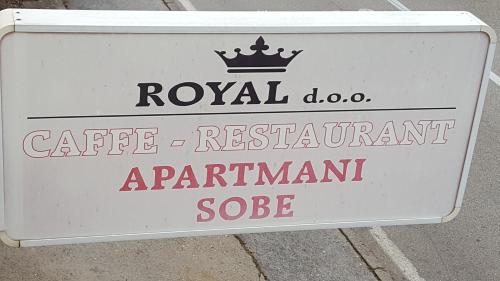 ROYAL d.o.o.
CAFFE - RESTAURANT
APARTMANI
SOBE